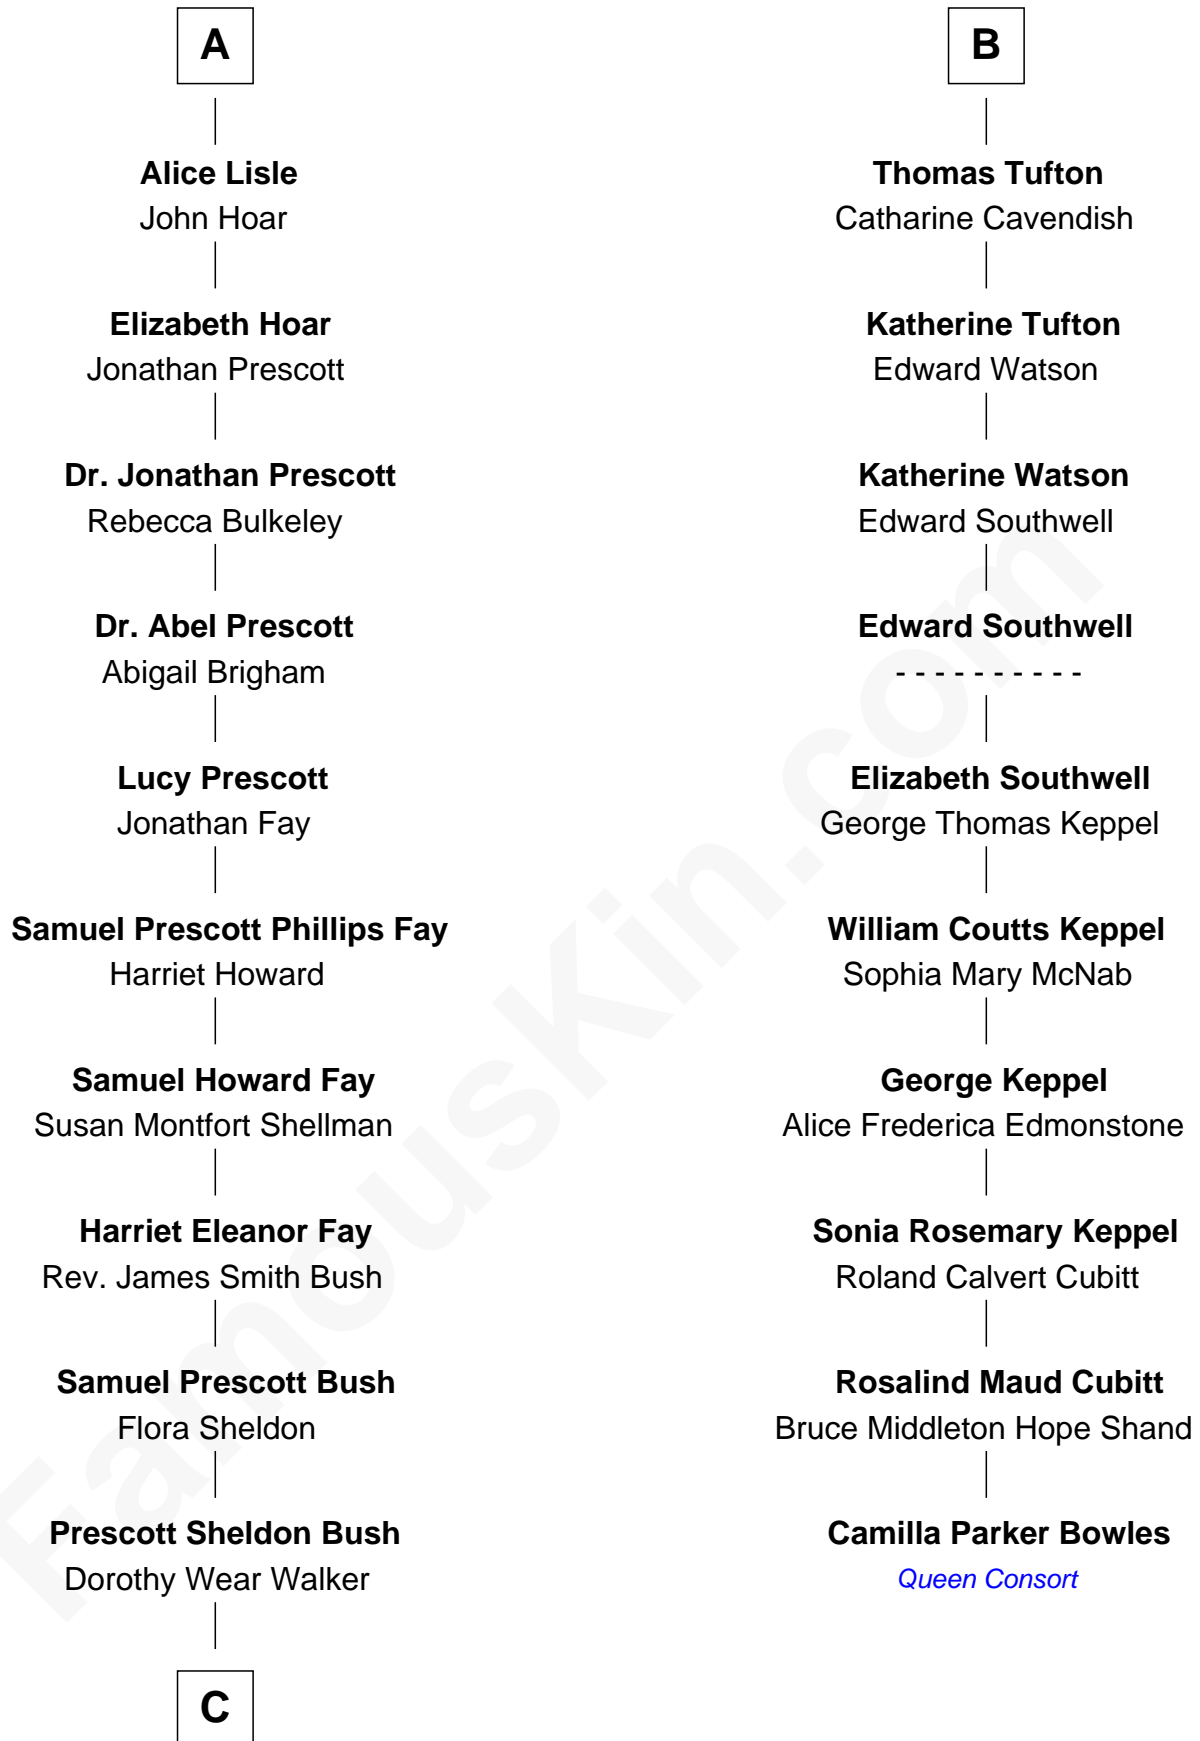 A
Alice Lisle
John Hoar
Elizabeth Hoar
Jonathan Prescott
Dr. Jonathan Prescott
Rebecca Bulkeley
Dr. Abel Prescott
Abigail Brigham
Lucy Prescott
Jonathan Fay
Samuel Prescott Phillips Fay
Harriet Howard
Samuel Howard Fay
Susan Montfort Shellman
Harriet Eleanor Fay
Rev. James Smith Bush
Samuel Prescott Bush
Flora Sheldon
Prescott Sheldon Bush
Dorothy Wear Walker
C
B
Thomas Tufton
Catharine Cavendish
Katherine Tufton
Edward Watson
Katherine Watson
Edward Southwell
Edward Southwell
- - - - - - - - - -
Elizabeth Southwell
George Thomas Keppel
William Coutts Keppel
Sophia Mary McNab
George Keppel
Alice Frederica Edmonstone
Sonia Rosemary Keppel
Roland Calvert Cubitt
Rosalind Maud Cubitt
Bruce Middleton Hope Shand
Camilla Parker Bowles
Queen Consort
FamousKin.com